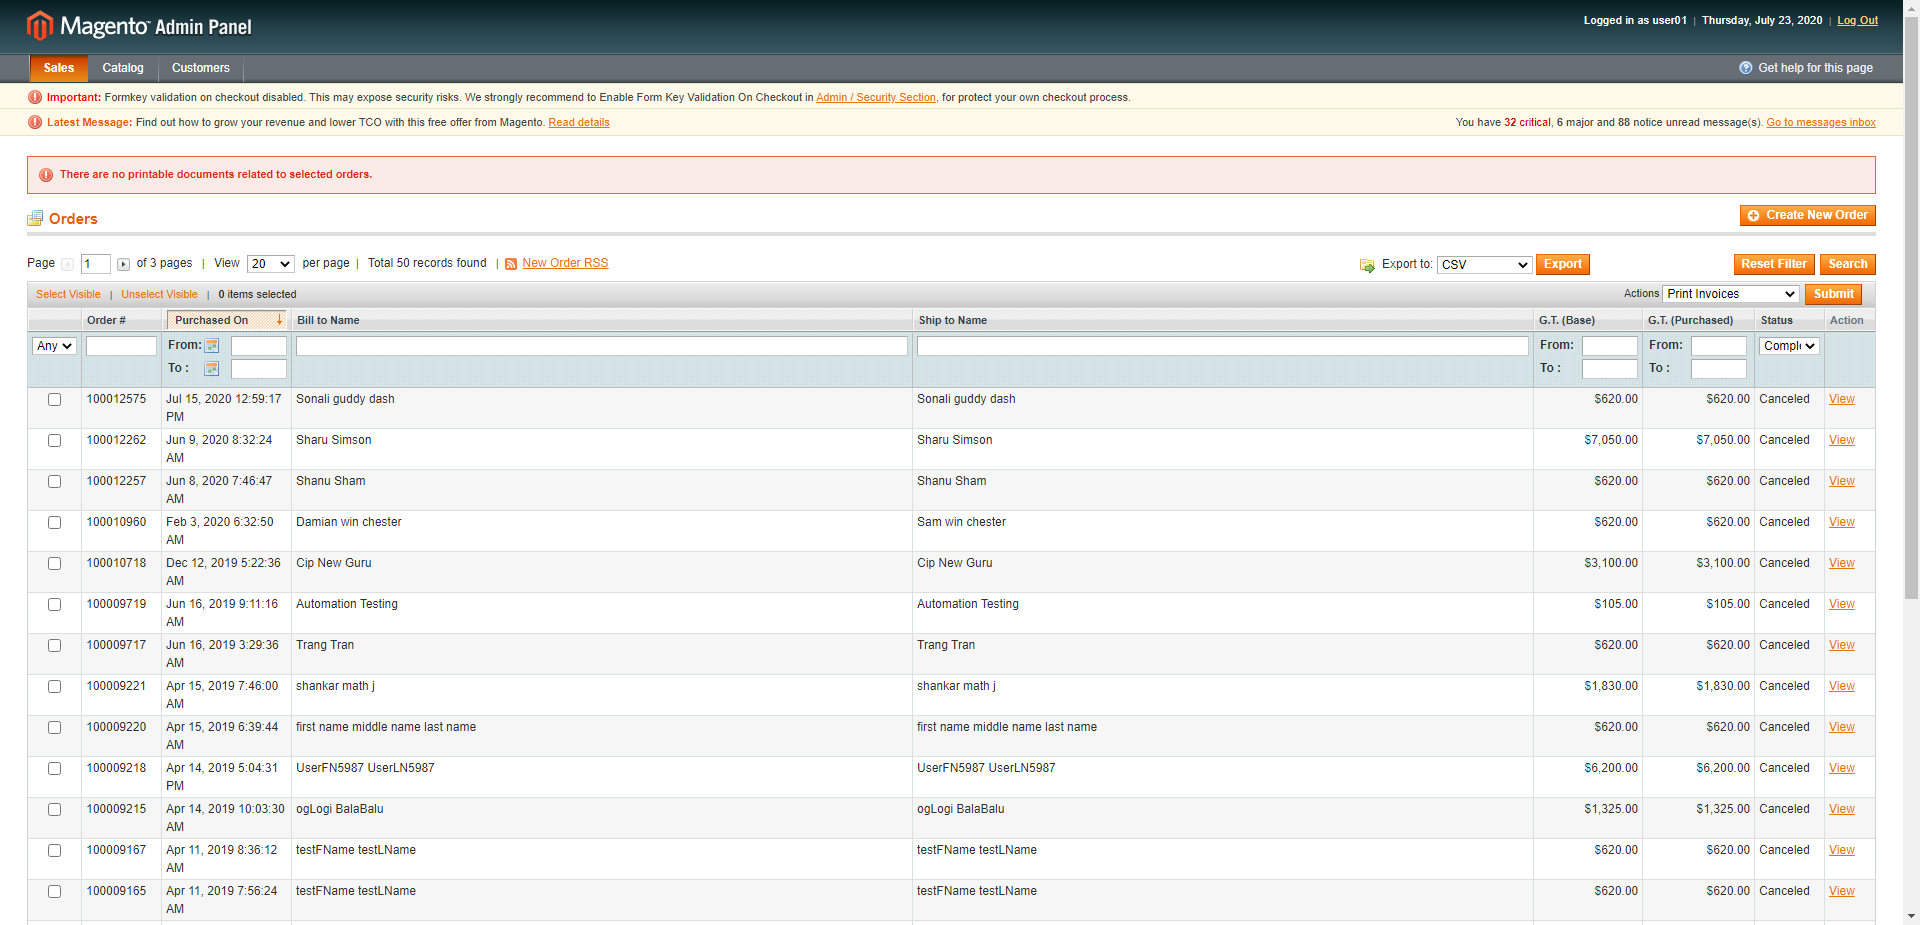 Magento™ Admin Panel
Logged in as user01 | Thursday, July 23, 2020 | Log Out
Sales Catalog Customers
Get help for this page
Important: Formkey validation on checkout disabled. This may expose security risks. We strongly recommend to Enable Form Key Validation On Checkout in Admin / Security Section, for protect your own checkout process.
Latest Message: Find out how to grow your revenue and lower TCO with this free offer from Magento. Read details
You have 32 critical, 6 major and 88 notice unread message(s). Go to messages inbox
There are no printable documents related to selected orders.
Orders
Create New Order
Page 1 of 3 pages | View 20 per page | Total 50 records found | New Order RSS
Export to: CSV Export
Reset Filter Search
Select Visible | Unselect Visible | 0 items selected
Actions Print Invoices Submit
Order # Purchased On Bill to Name Ship to Name G.T. (Base) G.T. (Purchased) Status Action
Any From: From: From: Comple
To : To : To :
100012575 Jul 15, 2020 12:59:17 PM Sonali guddy dash Sonali guddy dash $620.00 $620.00 Canceled View
100012262 Jun 9, 2020 8:32:24 AM Sharu Simson Sharu Simson $7,050.00 $7,050.00 Canceled View
100012257 Jun 8, 2020 7:46:47 AM Shanu Sham Shanu Sham $620.00 $620.00 Canceled View
100010960 Feb 3, 2020 6:32:50 AM Damian win chester Sam win chester $620.00 $620.00 Canceled View
100010718 Dec 12, 2019 5:22:36 AM Cip New Guru Cip New Guru $3,100.00 $3,100.00 Canceled View
100009719 Jun 16, 2019 9:11:16 AM Automation Testing Automation Testing $105.00 $105.00 Canceled View
100009717 Jun 16, 2019 3:29:36 AM Trang Tran Trang Tran $620.00 $620.00 Canceled View
100009221 Apr 15, 2019 7:46:00 AM shankar math j shankar math j $1,830.00 $1,830.00 Canceled View
100009220 Apr 15, 2019 6:39:44 AM first name middle name last name first name middle name last name $620.00 $620.00 Canceled View
100009218 Apr 14, 2019 5:04:31 PM UserFN5987 UserLN5987 UserFN5987 UserLN5987 $6,200.00 $6,200.00 Canceled View
100009215 Apr 14, 2019 10:03:30 AM ogLogi BalaBalu ogLogi BalaBalu $1,325.00 $1,325.00 Canceled View
100009167 Apr 11, 2019 8:36:12 AM testFName testLName testFName testLName $620.00 $620.00 Canceled View
100009165 Apr 11, 2019 7:56:24 AM testFName testLName testFName testLName $620.00 $620.00 Canceled View